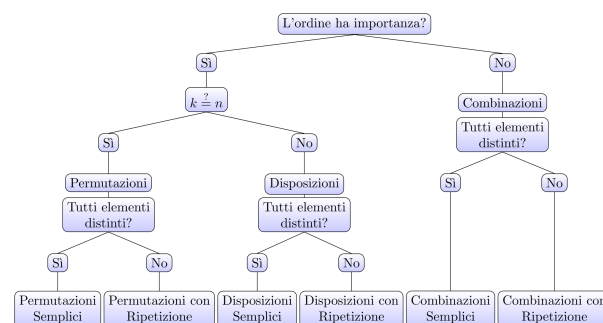 L'ordine ha importanza?
Sì
No
k ?= n
Combinazioni
Tutti elementi
distinti?
Sì
No
Permutazioni
Tutti elementi
distinti?
Disposizioni
Tutti elementi
distinti?
Sì
No
Sì
No
Sì
No
Permutazioni
Semplici
Permutazioni con
Ripetizione
Disposizioni
Semplici
Disposizioni con
Ripetizione
Combinazioni
Semplici
Combinazioni con
Ripetizione